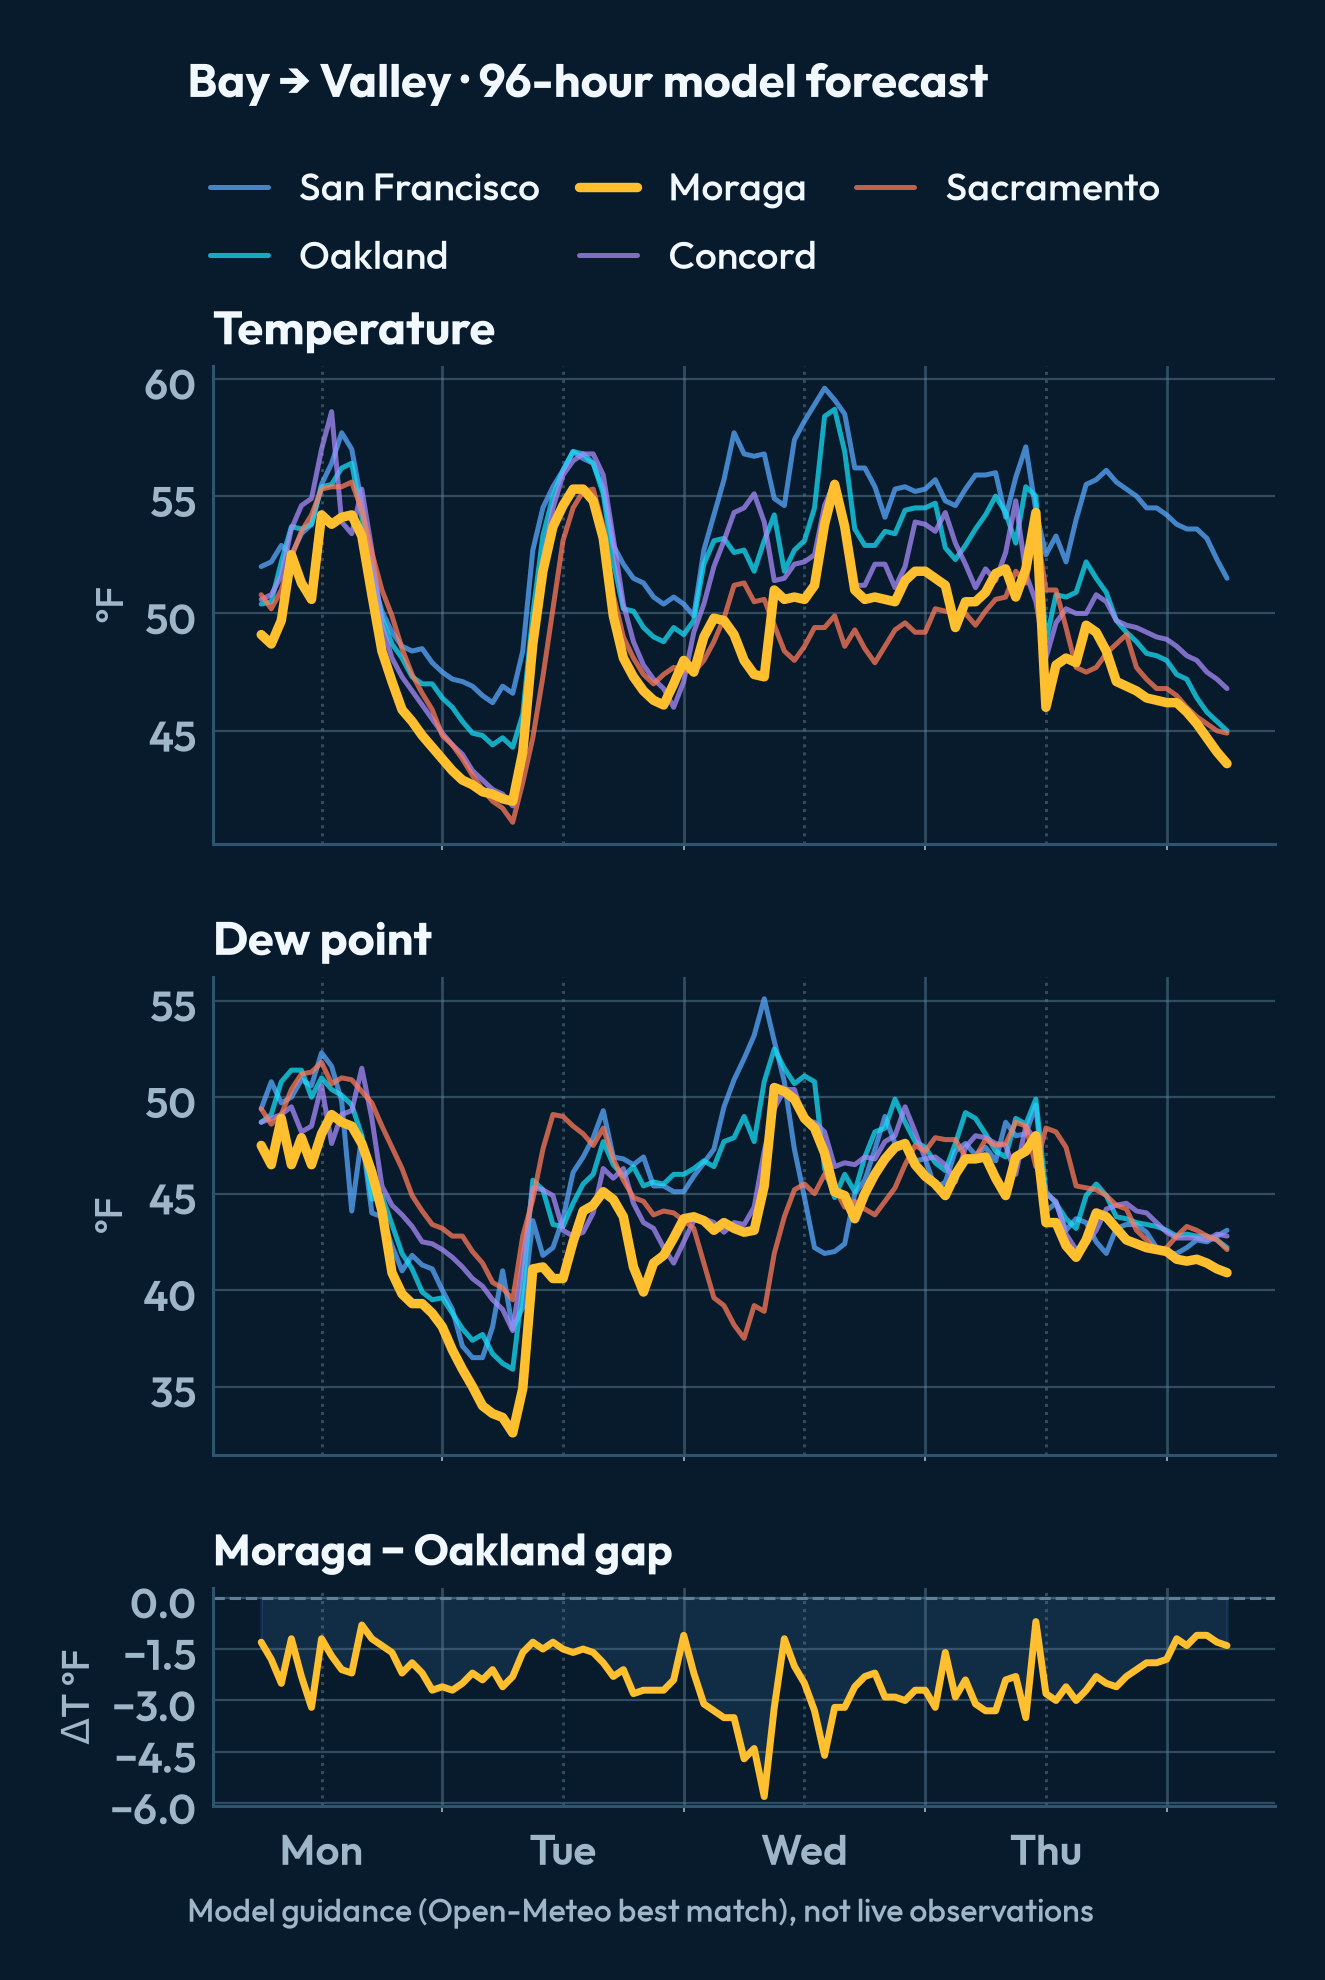 Bay → Valley · 96-hour model forecast
San Francisco
Moraga
Sacramento
Oakland
Concord
Temperature
60
55
50
45
°F
Dew point
55
50
45
40
35
°F
Moraga − Oakland gap
0.0
−1.5
−3.0
−4.5
−6.0
ΔT °F
Mon Tue Wed Thu
Model guidance (Open-Meteo best match), not live observations